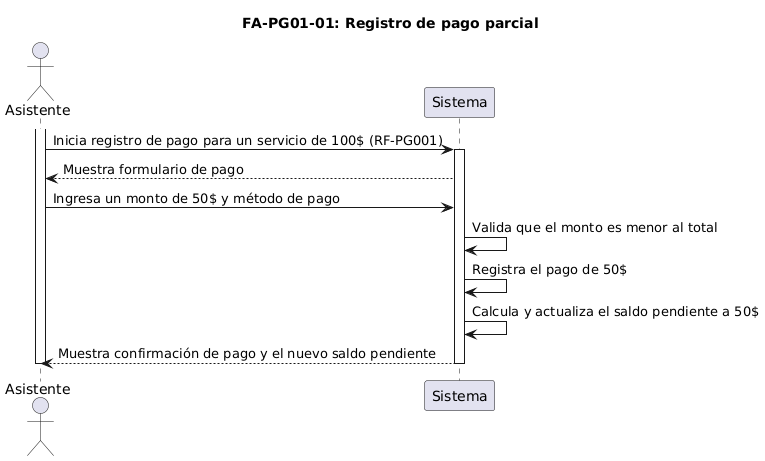 FA-PG01-01: Registro de pago parcial
Asistente
Sistema
Inicia registro de pago para un servicio de 100$ (RF-PG001)
Muestra formulario de pago
Ingresa un monto de 50$ y método de pago
Valida que el monto es menor al total
Registra el pago de 50$
Calcula y actualiza el saldo pendiente a 50$
Muestra confirmación de pago y el nuevo saldo pendiente
Asistente
Sistema